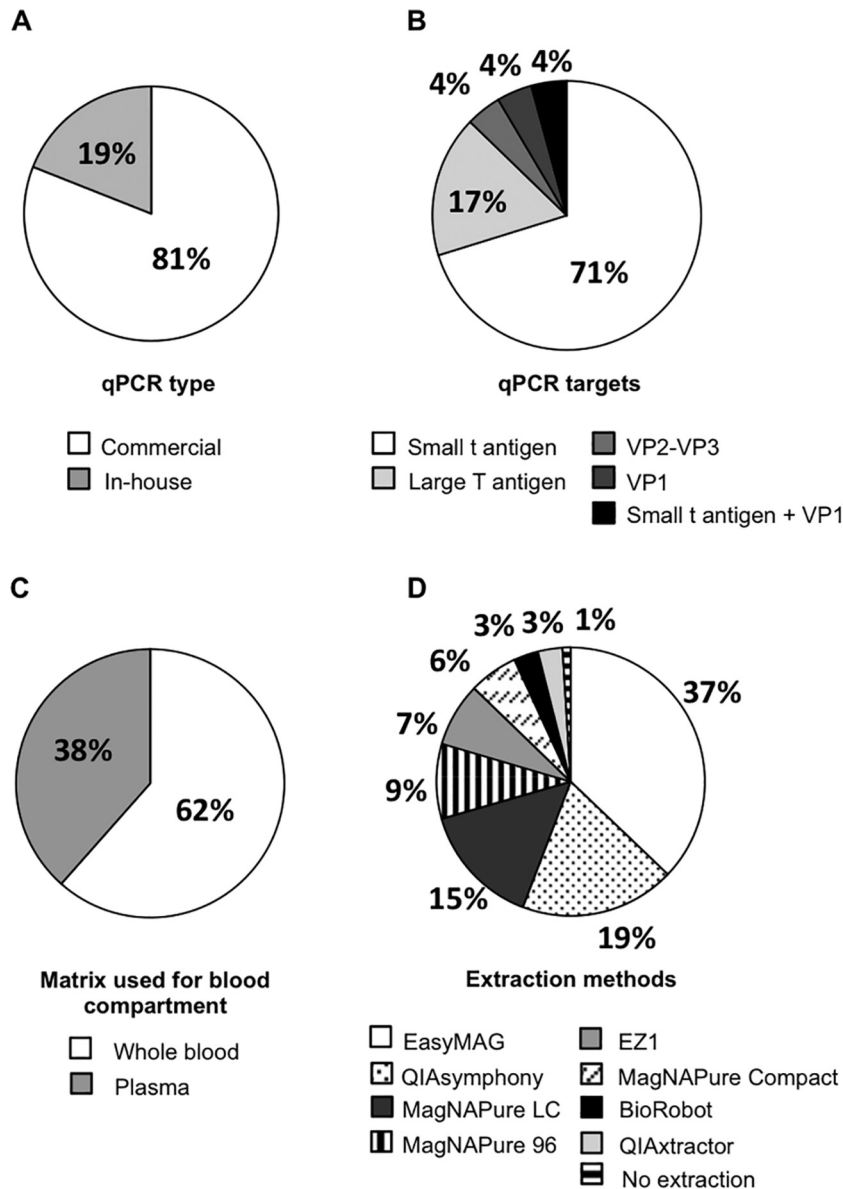 A
19%
81%
qPCR type
Commercial
In-house
B
4%
4%
4%
17%
71%
qPCR targets
Small t antigen
Large T antigen
VP2-VP3
VP1
Small t antigen + VP1
C
38%
62%
Matrix used for blood
compartment
Whole blood
Plasma
D
1%
3%
3%
6%
37%
7%
9%
15%
19%
Extraction methods
EasyMAG
QIAsymphony
MagNAPure LC
MagNAPure 96
EZ1
MagNAPure Compact
BioRobot
QIAxtractor
No extraction